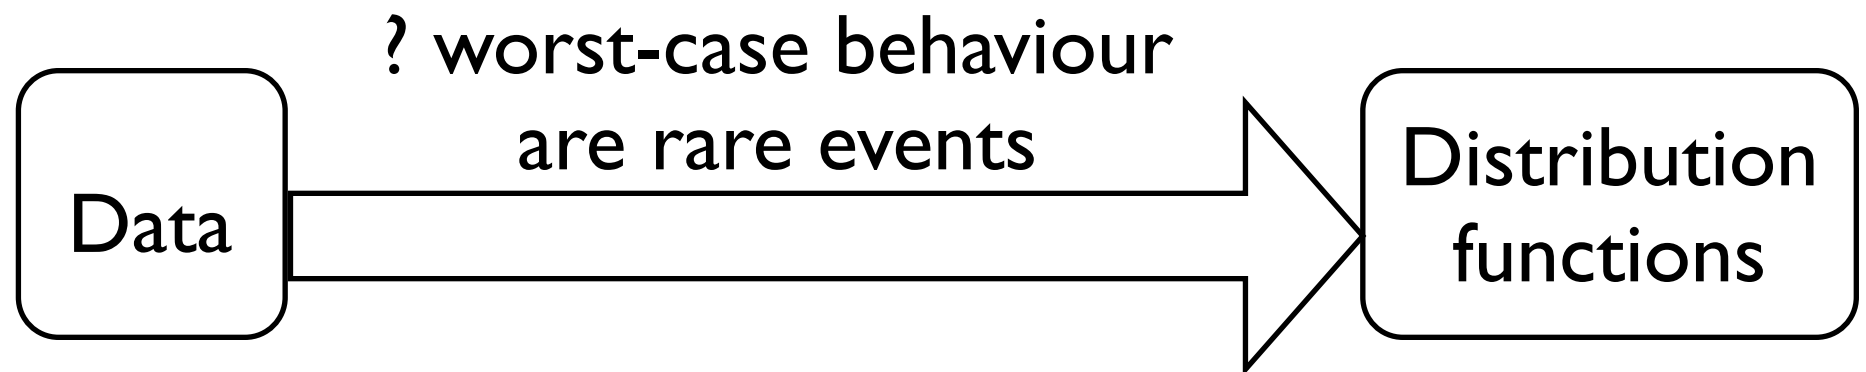 ? worst-case behaviour
are rare events
Data
Distribution
functions